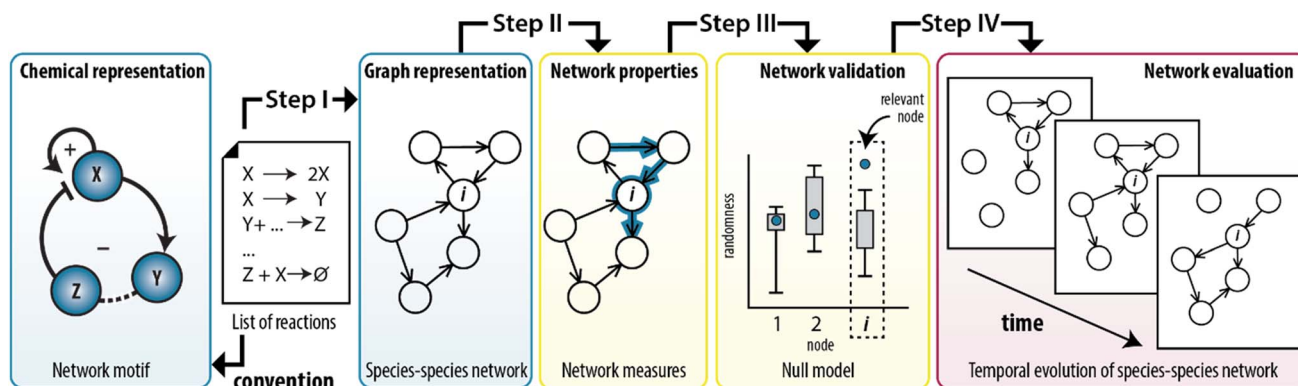 Step II
Step III
Step IV
Chemical representation
+
X
–
Z
Y
Network motif
Step I
X → 2X
X → Y
Y+ ... → Z
...
Z + X → Ø
List of reactions
convention
Graph representation
i
Species-species network
Network properties
i
Network measures
Network validation
relevant
node
randomness
1
2
i
node
Null model
Network evaluation
i
i
i
time
Temporal evolution of species-species network